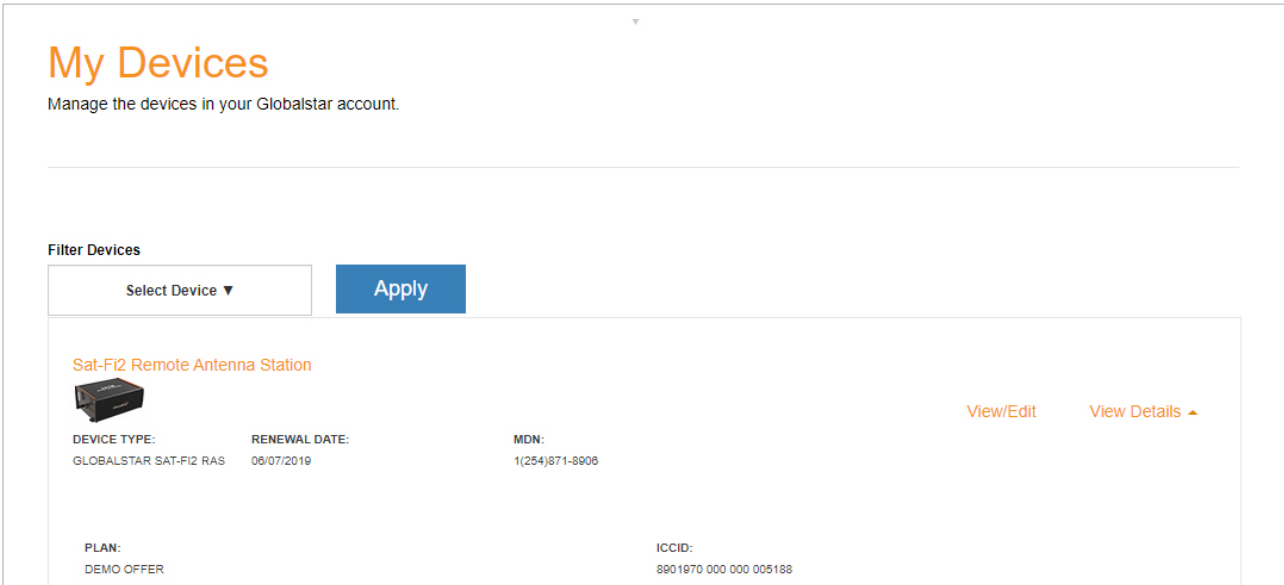 My Devices
Manage the devices in your Globalstar account.
Filter Devices
Select Device ▼
Apply
Sat-Fi2 Remote Antenna Station
View/Edit
View Details
DEVICE TYPE: RENEWAL DATE: MDN:
GLOBALSTAR SAT-FI2 RAS 06/07/2019 1(254)871-8906
PLAN: ICCID:
DEMO OFFER 8901970 000 000 005188